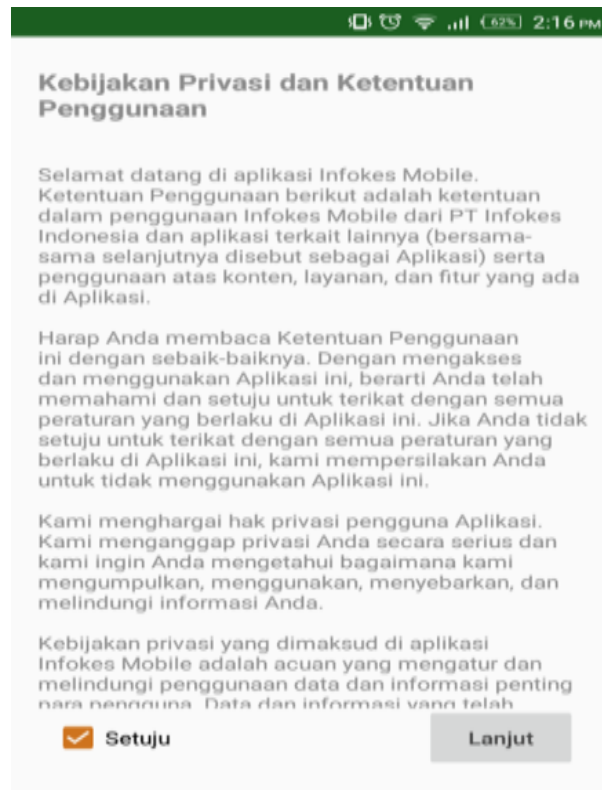 62% 2:16 PM
Kebijakan Privasi dan Ketentuan
Penggunaan
Selamat datang di aplikasi Infokes Mobile.
Ketentuan Penggunaan berikut adalah ketentuan
dalam penggunaan Infokes Mobile dari PT Infokes
Indonesia dan aplikasi terkait lainnya (bersama-
sama selanjutnya disebut sebagai Aplikasi) serta
penggunaan atas konten, layanan, dan fitur yang ada
di Aplikasi.
Harap Anda membaca Ketentuan Penggunaan
ini dengan sebaik-baiknya. Dengan mengakses
dan menggunakan Aplikasi ini, berarti Anda telah
memahami dan setuju untuk terikat dengan semua
peraturan yang berlaku di Aplikasi ini. Jika Anda tidak
setuju untuk terikat dengan semua peraturan yang
berlaku di Aplikasi ini, kami mempersilakan Anda
untuk tidak menggunakan Aplikasi ini.
Kami menghargai hak privasi pengguna Aplikasi.
Kami menganggap privasi Anda secara serius dan
kami ingin Anda mengetahui bagaimana kami
mengumpulkan, menggunakan, menyebarkan, dan
melindungi informasi Anda.
Kebijakan privasi yang dimaksud di aplikasi
Infokes Mobile adalah acuan yang mengatur dan
melindungi penggunaan data dan informasi penting
para pengguna. Data dan informasi yang telah
Setuju
Lanjut